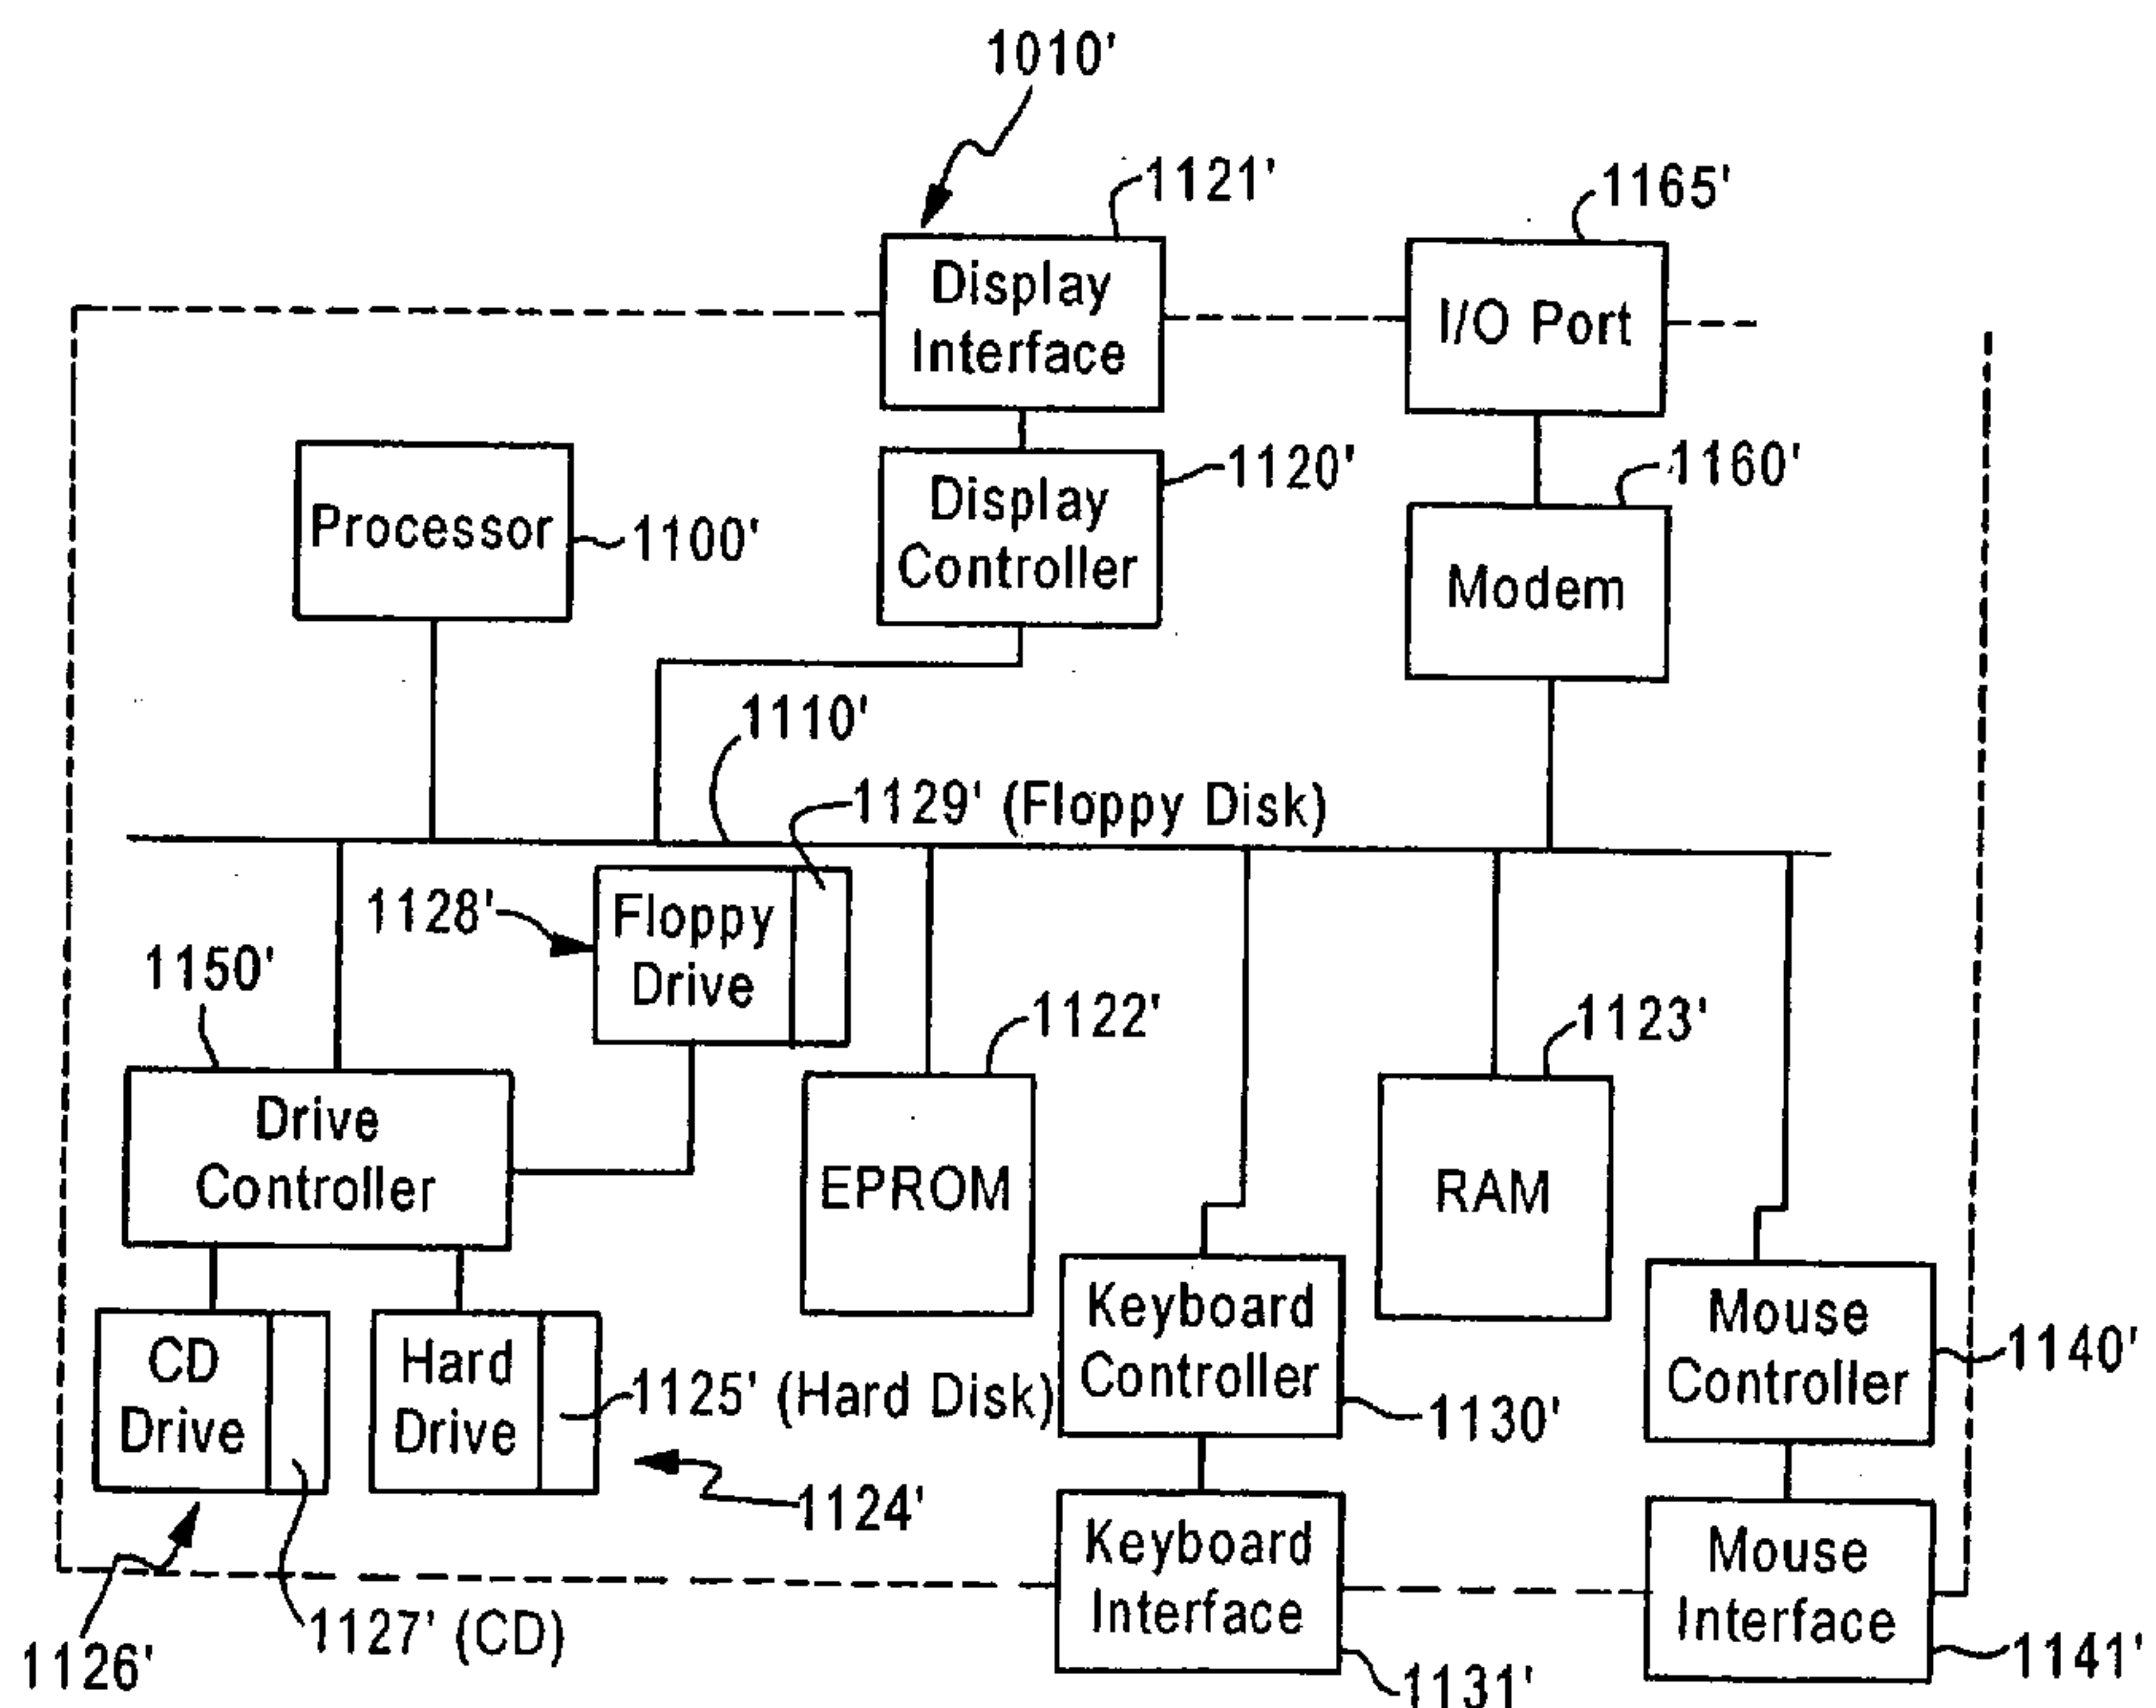 1010'
1121'
1165'
Display
Interface
I/O Port
1120'
1160'
Display
Controller
Processor
1100'
Modem
1110'
1129' (Floppy Disk)
1128'
Floppy
Drive
1150'
1122'
1123'
Drive
Controller
EPROM
RAM
Keyboard
Controller
Mouse
Controller
1140'
CD
Drive
Hard
Drive
1125' (Hard Disk)
1130'
1124'
Keyboard
Interface
Mouse
Interface
1127' (CD)
1126'
1131'
1141'